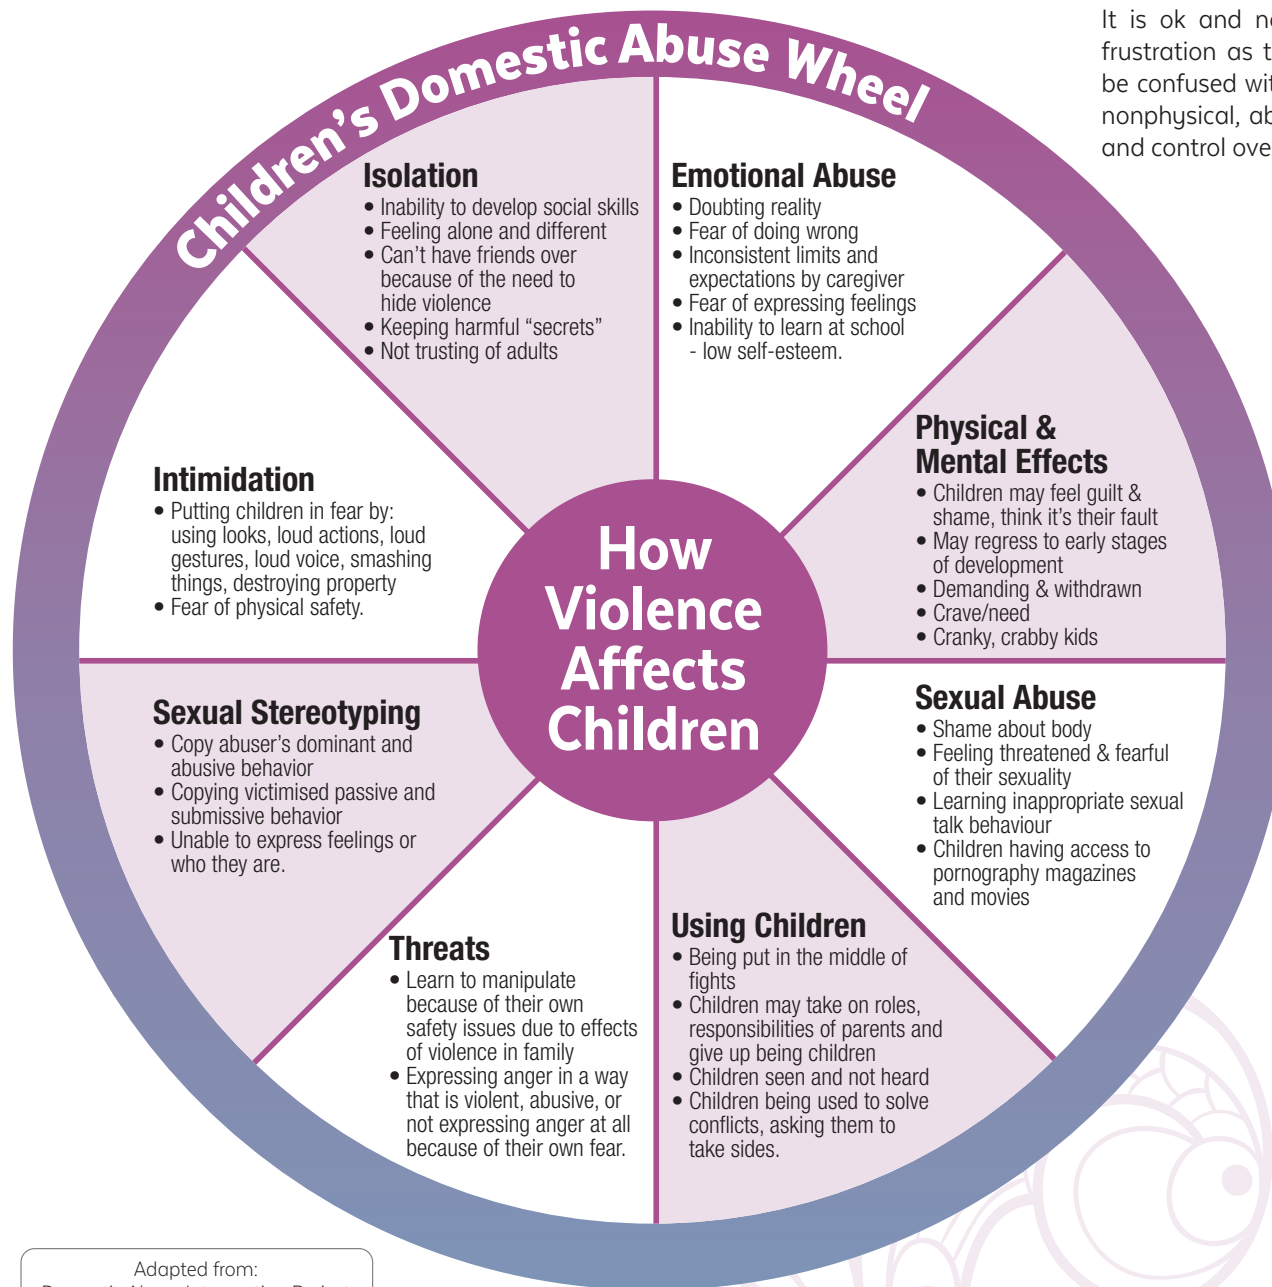 It is ok and
frustration as
be confused
nonphysical,
and control
Children's Domestic Abuse Wheel
Isolation
• Inability to develop social skills
• Feeling alone and different
• Can't have friends over
because of the need to
hide violence
• Keeping harmful “secrets”
• Not trusting of adults
Emotional Abuse
• Doubting reality
• Fear of doing wrong
• Inconsistent limits and
expectations by caregiver
• Fear of expressing feelings
• Inability to learn at school
- low self-esteem.
Physical &
Mental Effects
• Children may feel guilt &
shame, think it's their fault
• May regress to early stages
of development
• Demanding & withdrawn
• Crave/need
• Cranky, crabby kids
Sexual Abuse
• Shame about body
• Feeling threatened & fearful
of their sexuality
• Learning inappropriate sexual
talk behaviour
• Children having access to
pornography magazines
and movies
Using Children
• Being put in the middle of
fights
• Children may take on roles,
responsibilities of parents and
give up being children
• Children seen and not heard
• Children being used to solve
conflicts, asking them to
take sides.
Threats
• Learn to manipulate
because of their own
safety issues due to effects
of violence in family
• Expressing anger in a way
that is violent, abusive, or
not expressing anger at all
because of their own fear.
Sexual Stereotyping
• Copy abuser's dominant and
abusive behavior
• Copying victimised passive and
submissive behavior
• Unable to express feelings or
who they are.
Intimidation
• Putting children in fear by:
using looks, loud actions, loud
gestures, loud voice, smashing
things, destroying property
• Fear of physical safety.
How
Violence
Affects
Children
Adapted from: